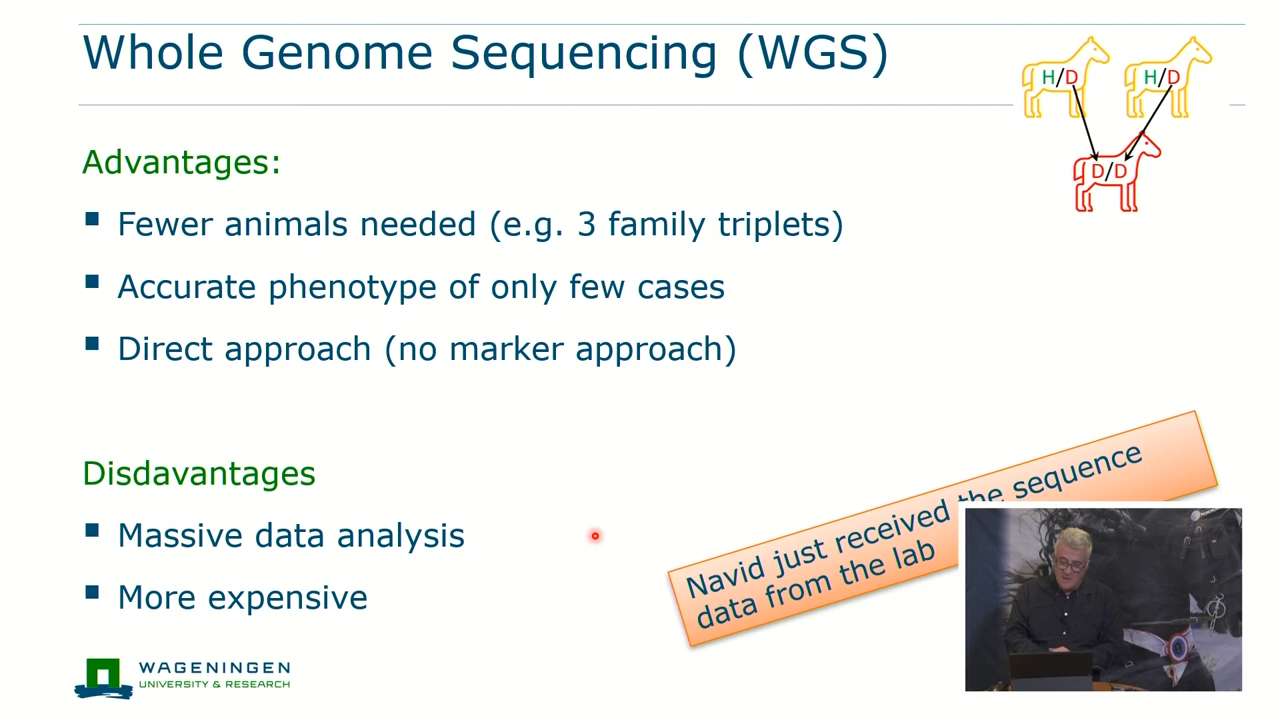 Whole Genome Sequencing (WGS)
H/D
H/D
D/D
Advantages:
▪ Fewer animals needed (e.g. 3 family triplets)
▪ Accurate phenotype of only few cases
▪ Direct approach (no marker approach)
Disdavantages
▪ Massive data analysis
▪ More expensive
Navid just received the sequence
data from the lab
WAGENINGEN
UNIVERSITY & RESEARCH